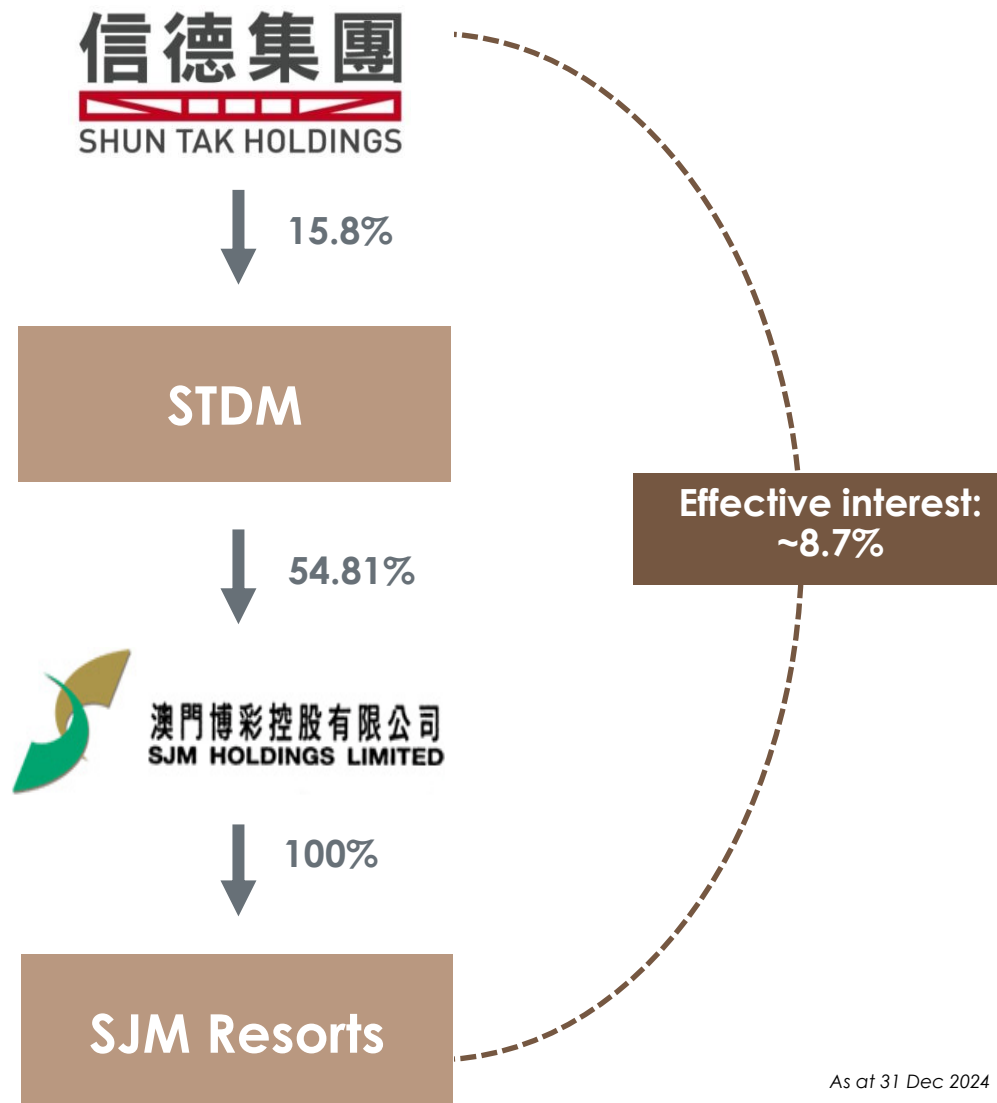 信德集團
SHUN TAK HOLDINGS
15.8%
STDM
54.81%
Effective interest:
~8.7%
澳門博彩控股有限公司
SJM HOLDINGS LIMITED
100%
SJM Resorts
As at 31 Dec 2024